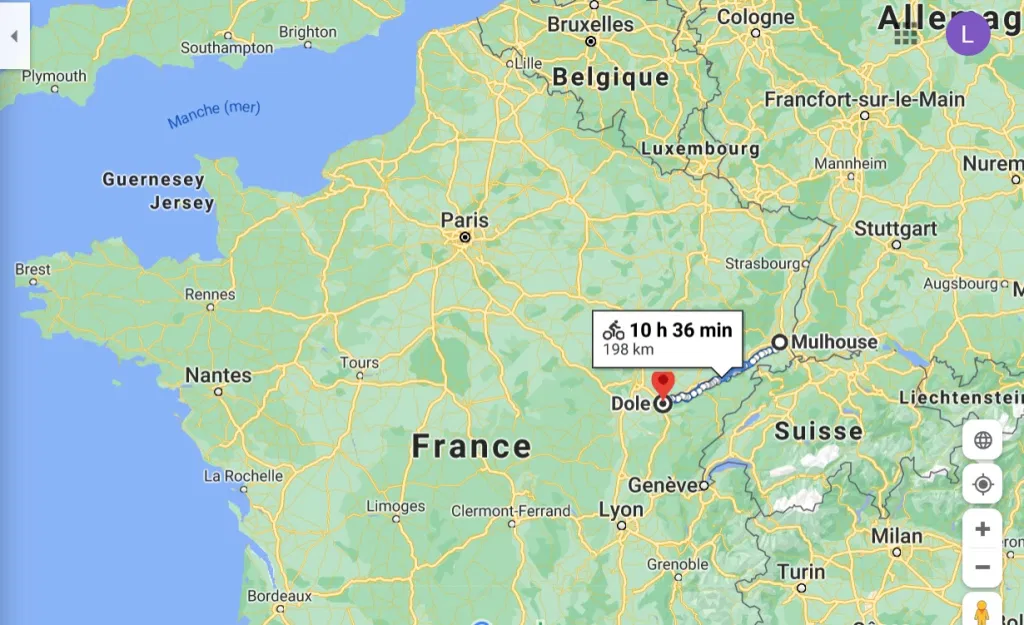 Bruxelles
Cologne
Allemag
L
Brighton
Southampton
Plymouth
Lille
Belgique
Manche (mer)
Francfort-sur-le-Main
Luxembourg
Mannheim
Nurem
Guernesey
Jersey
Paris
Stuttgart
Strasbourg
Brest
Augsbourg
M
Rennes
10 h 36 min
198 km
Mulhouse
Tours
Nantes
Dole
Liechtenstein
France
Suisse
La Rochelle
Genève
Limoges
Clermont-Ferrand
Lyon
Milan
Grenoble
Turin
Bordeaux